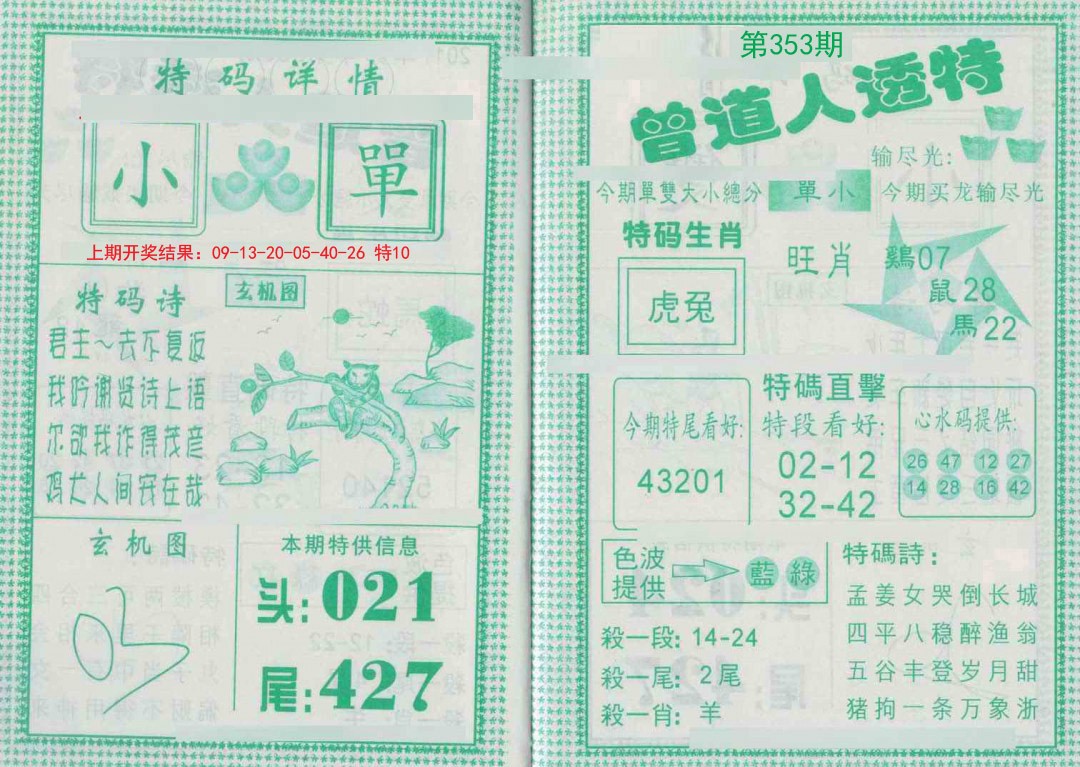 特码详情
小 單
上期开奖结果：09-13-20-05-40-26 特10
特码诗
君主～去不复返
我吟谢贤诗上语
尔欲我诈得茂彦
鸡犬人间究在哉
玄机图
玄机图
本期特供信息
头:021
尾:427
第353期
曾道人透特
输尽光:
今期單雙大小總分 單小 今期买龙输尽光
特码生肖
虎兔
旺肖
鷄07
鼠28
馬22
特碼直擊
今期特尾看好:
43201
特段看好:
02-12
32-42
心水码提供:
26 47 12 27
14 28 16 42
色波
提供
藍 綠
殺一段: 14-24
殺一尾: 2尾
殺一肖: 羊
特碼詩：
孟姜女哭倒长城
四平八稳醉渔翁
五谷丰登岁月甜
猪拘一条万象浙